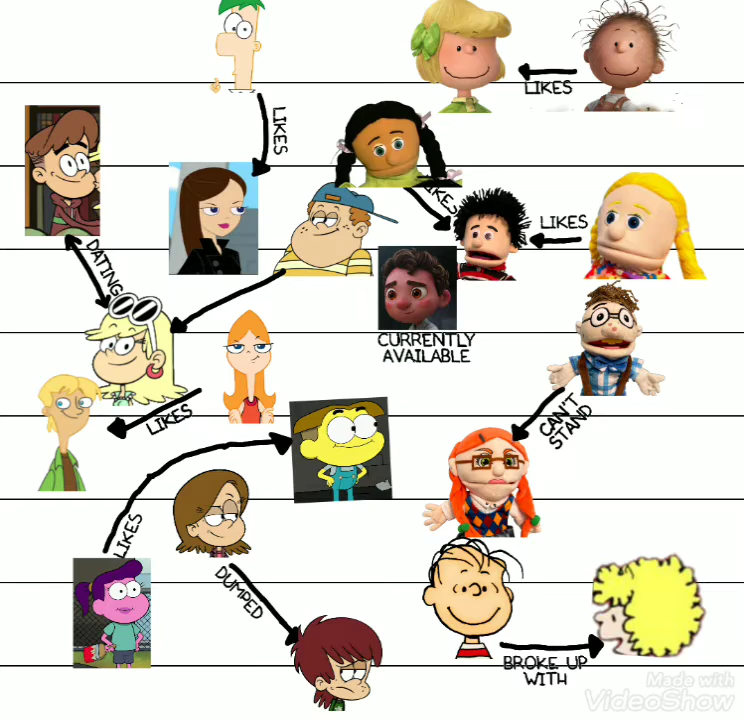 LIKES
LIKES
LIKES
LIKES
DATING
CURRENTLY
AVAILABLE
LIKES
CAN'T
STAND
LIKES
DUMPED
BROKE UP
WITH
Made with
VideoShow